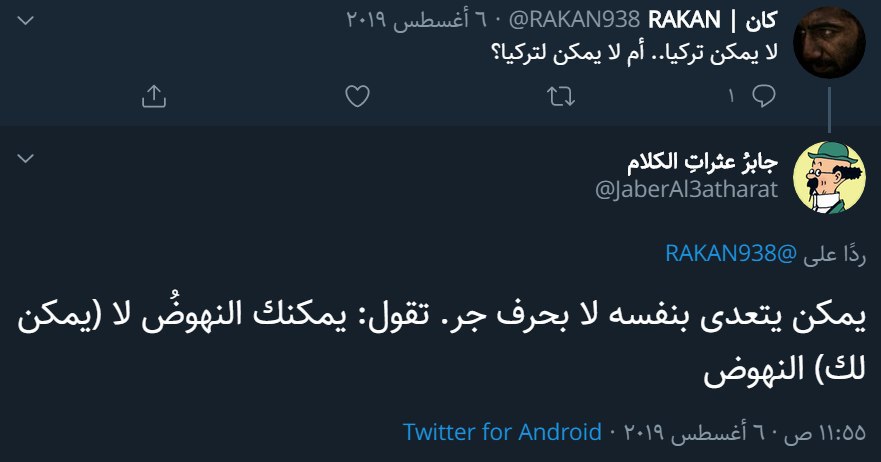 كان | RAKAN @RAKAN938 · ٦ أغسطس ٢٠١٩
لا يمكن تركيا.. أم لا يمكن لتركيا؟
١
جابرُ عثراتِ الكلام
@JaberAl3atharat
ردًا على @RAKAN938
يمكن يتعدى بنفسه لا بحرف جر. تقول: يمكنك النهوضُ لا (يمكن
لك) النهوض
١١:٥٥ ص · ٦ أغسطس ٢٠١٩ · Twitter for Android